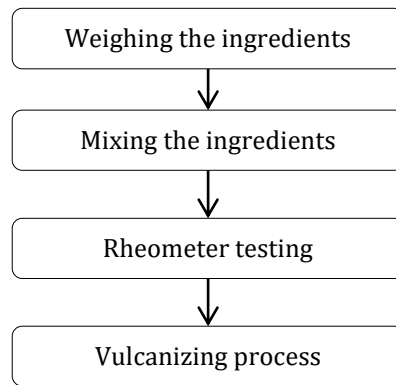 Weighing the ingredients
Mixing the ingredients
Rheometer testing
Vulcanizing process